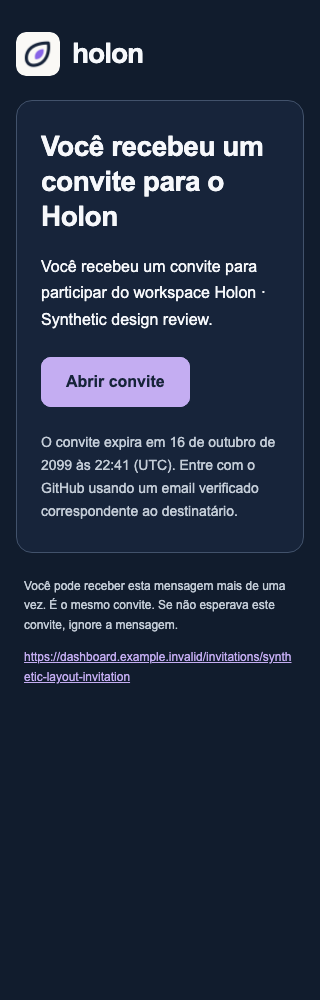 holon
Você recebeu um
convite para o
Holon
Você recebeu um convite para
participar do workspace Holon ·
Synthetic design review.
Abrir convite
O convite expira em 16 de outubro de
2099 às 22:41 (UTC). Entre com o
GitHub usando um email verificado
correspondente ao destinatário.
Você pode receber esta mensagem mais de uma
vez. É o mesmo convite. Se não esperava este
convite, ignore a mensagem.
https://dashboard.example.invalid/invitations/synth
etic-layout-invitation